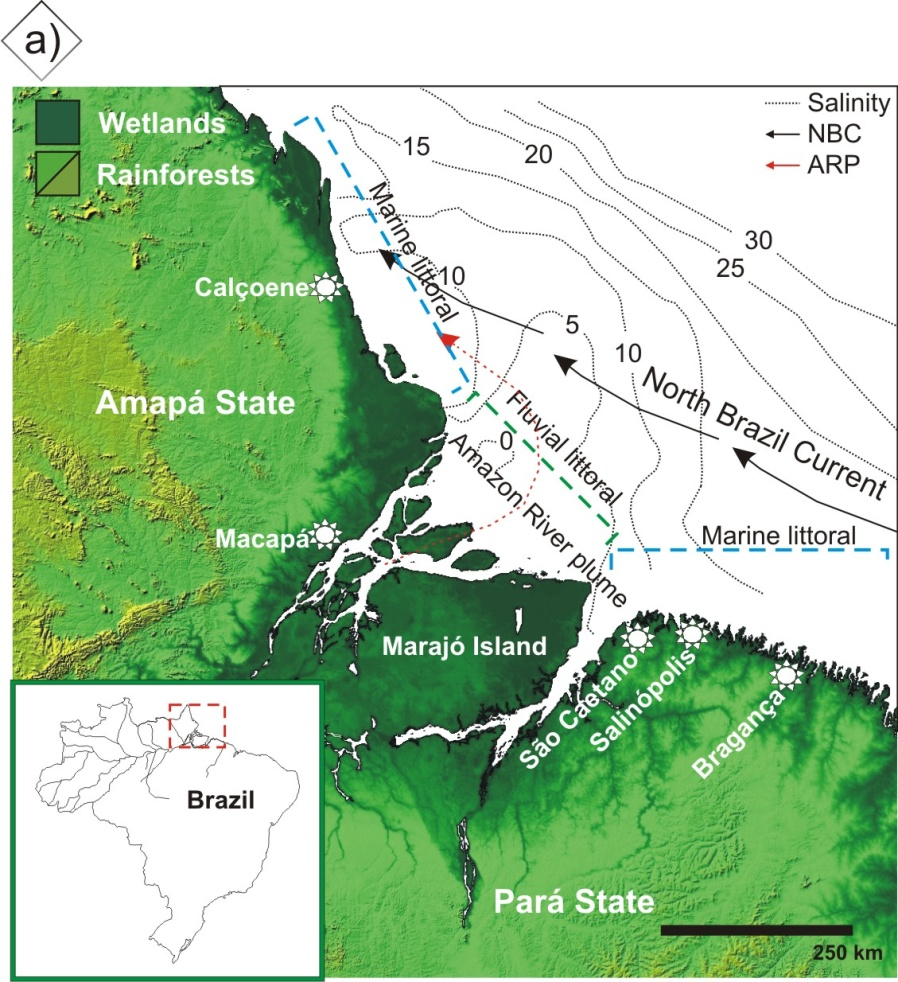 a)
Wetlands
Rainforests
Salinity
NBC
ARP
15
20
30
25
Marine littoral
10
Calçoene
5
10
North Brazil Current
Amapá State
Fluvial littoral
0
Amazon River plume
Macapá
Marine littoral
Marajó Island
São Caetano
Salinópolis
Bragança
Brazil
Pará State
250 km